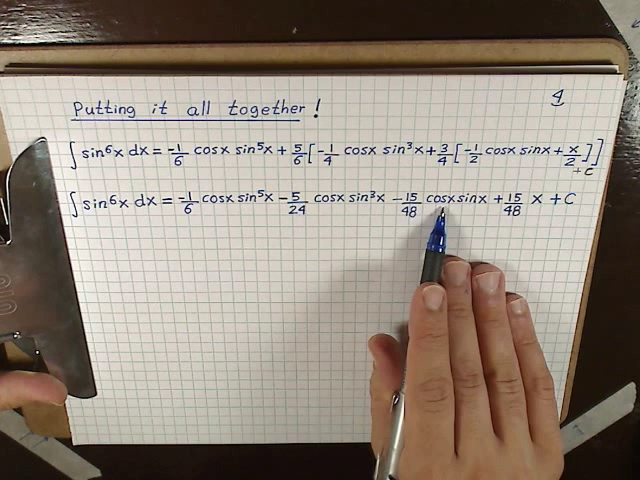 Putting it all together !
4
∫ sin⁶x dx = -1/6 cosx sin⁵x + 5/6 [ -1/4 cosx sin³x + 3/4 [ -1/2 cosx sinx + x/2 ] ]
+ C
∫ sin⁶x dx = -1/6 cosx sin⁵x - 5/24 cosx sin³x - 15/48 cosx sinx + 15/48 x + C